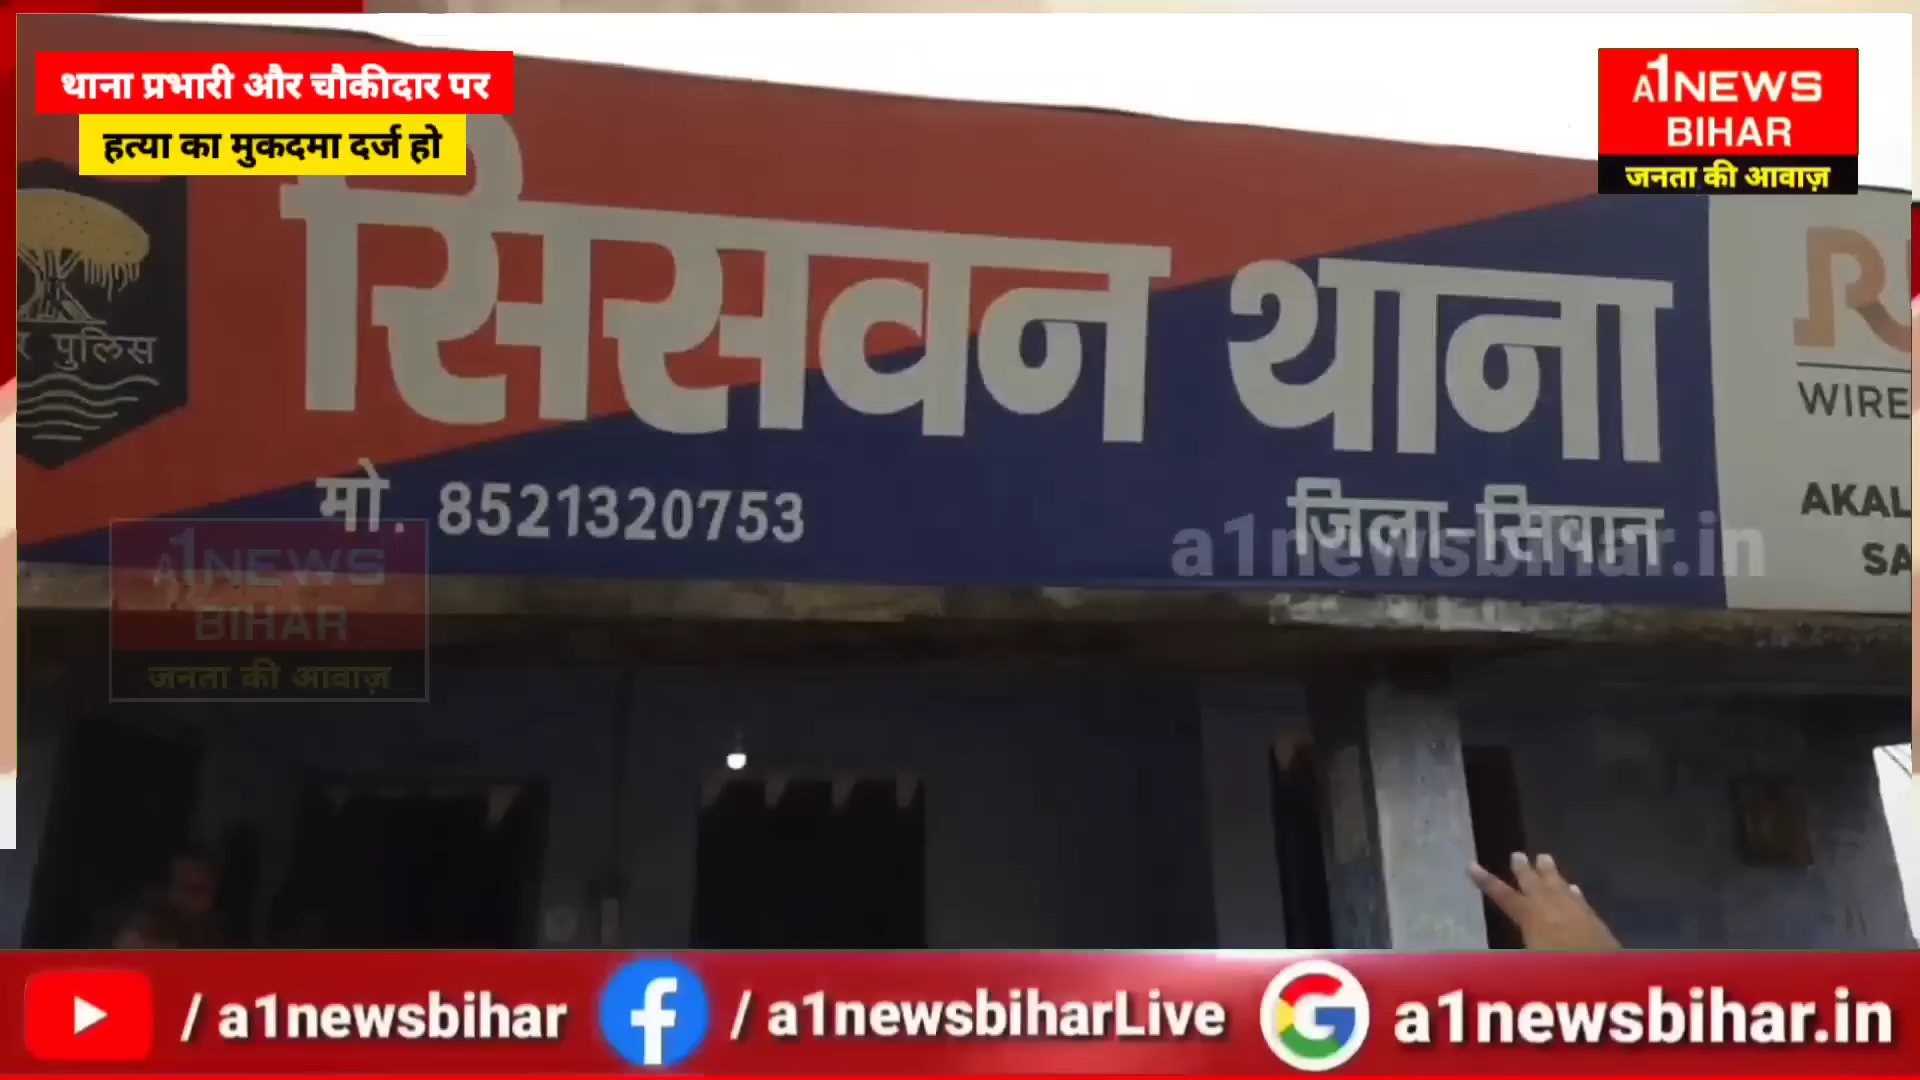 थाना प्रभारी और चौकीदार पर
हत्या का मुकदमा दर्ज हो
A1NEWS
BIHAR
जनता की आवाज़
सिसवन थाना
पुलिस
मो. 8521320753
जिला-सिवान
WIRE
AKAL
SA
a1newsbihar.in
A1NEWS
BIHAR
जनता की आवाज़
/ a1newsbihar
/ a1newsbiharLive
a1newsbihar.in